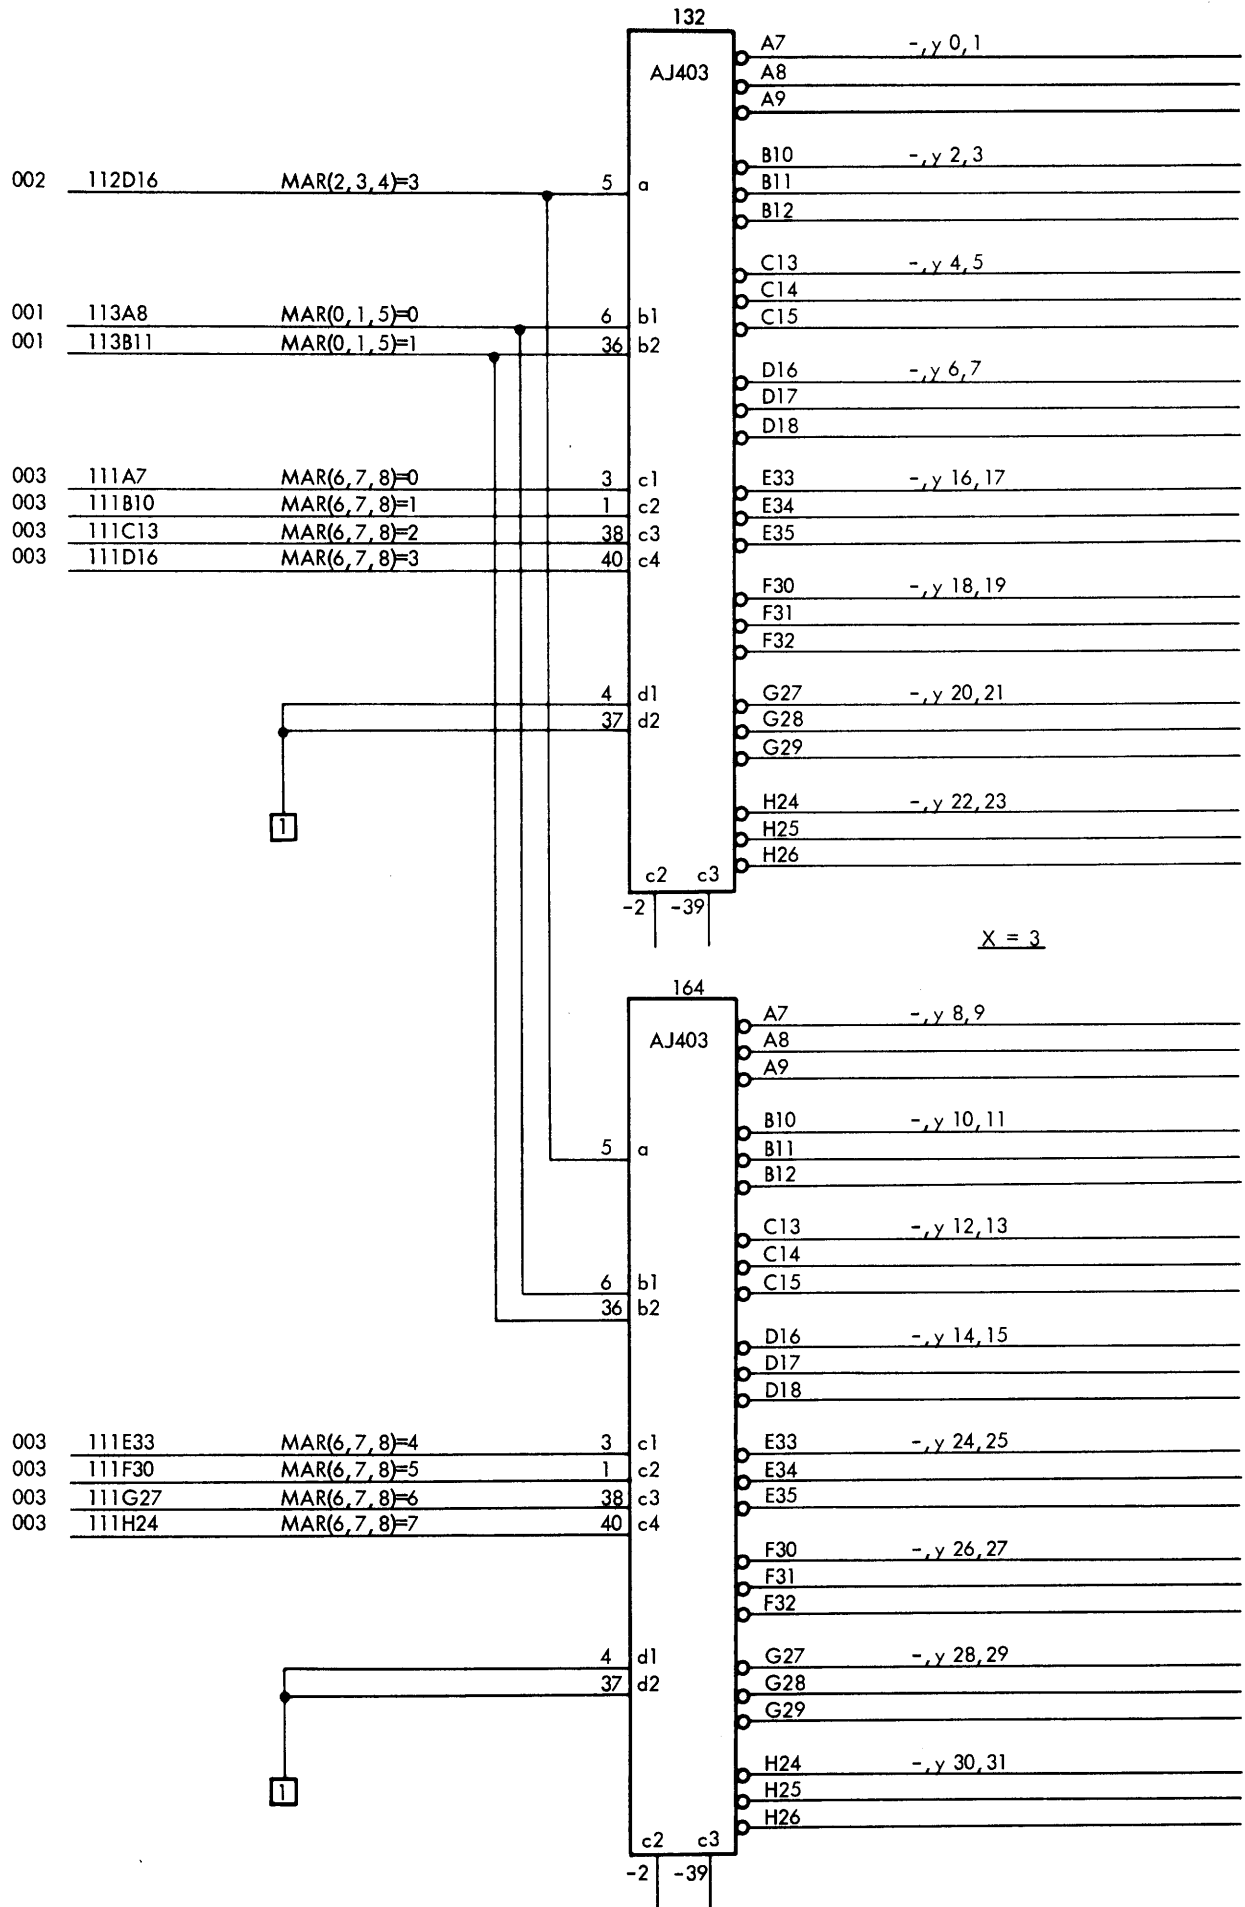 132
AJ403
A7 -,y 0,1
A8
A9
B10 -,y 2,3
002 112D16 MAR(2,3,4)=3 5 a
B11
B12
C13 -,y 4,5
C14
001 113A8 MAR(0,1,5)=0 6 b1
C15
001 113B11 MAR(0,1,5)=1 36 b2
D16 -,y 6,7
D17
D18
003 111A7 MAR(6,7,8)=0 3 c1
E33 -,y 16,17
003 111B10 MAR(6,7,8)=1 1 c2
E34
003 111C13 MAR(6,7,8)=2 38 c3
E35
003 111D16 MAR(6,7,8)=3 40 c4
F30 -,y 18,19
F31
F32
4 d1
G27 -,y 20,21
37 d2
G28
G29
H24 -,y 22,23
1
H25
H26
c2 c3
-2 -39
X = 3
164
AJ403
A7 -,y 8,9
A8
A9
B10 -,y 10,11
5 a
B11
B12
C13 -,y 12,13
C14
6 b1
C15
36 b2
D16 -,y 14,15
D17
D18
003 111E33 MAR(6,7,8)=4 3 c1
E33 -,y 24,25
003 111F30 MAR(6,7,8)=5 1 c2
E34
003 111G27 MAR(6,7,8)=6 38 c3
E35
003 111H24 MAR(6,7,8)=7 40 c4
F30 -,y 26,27
F31
F32
4 d1
G27 -,y 28,29
37 d2
G28
G29
H24 -,y 30,31
1
H25
H26
c2 c3
-2 -39